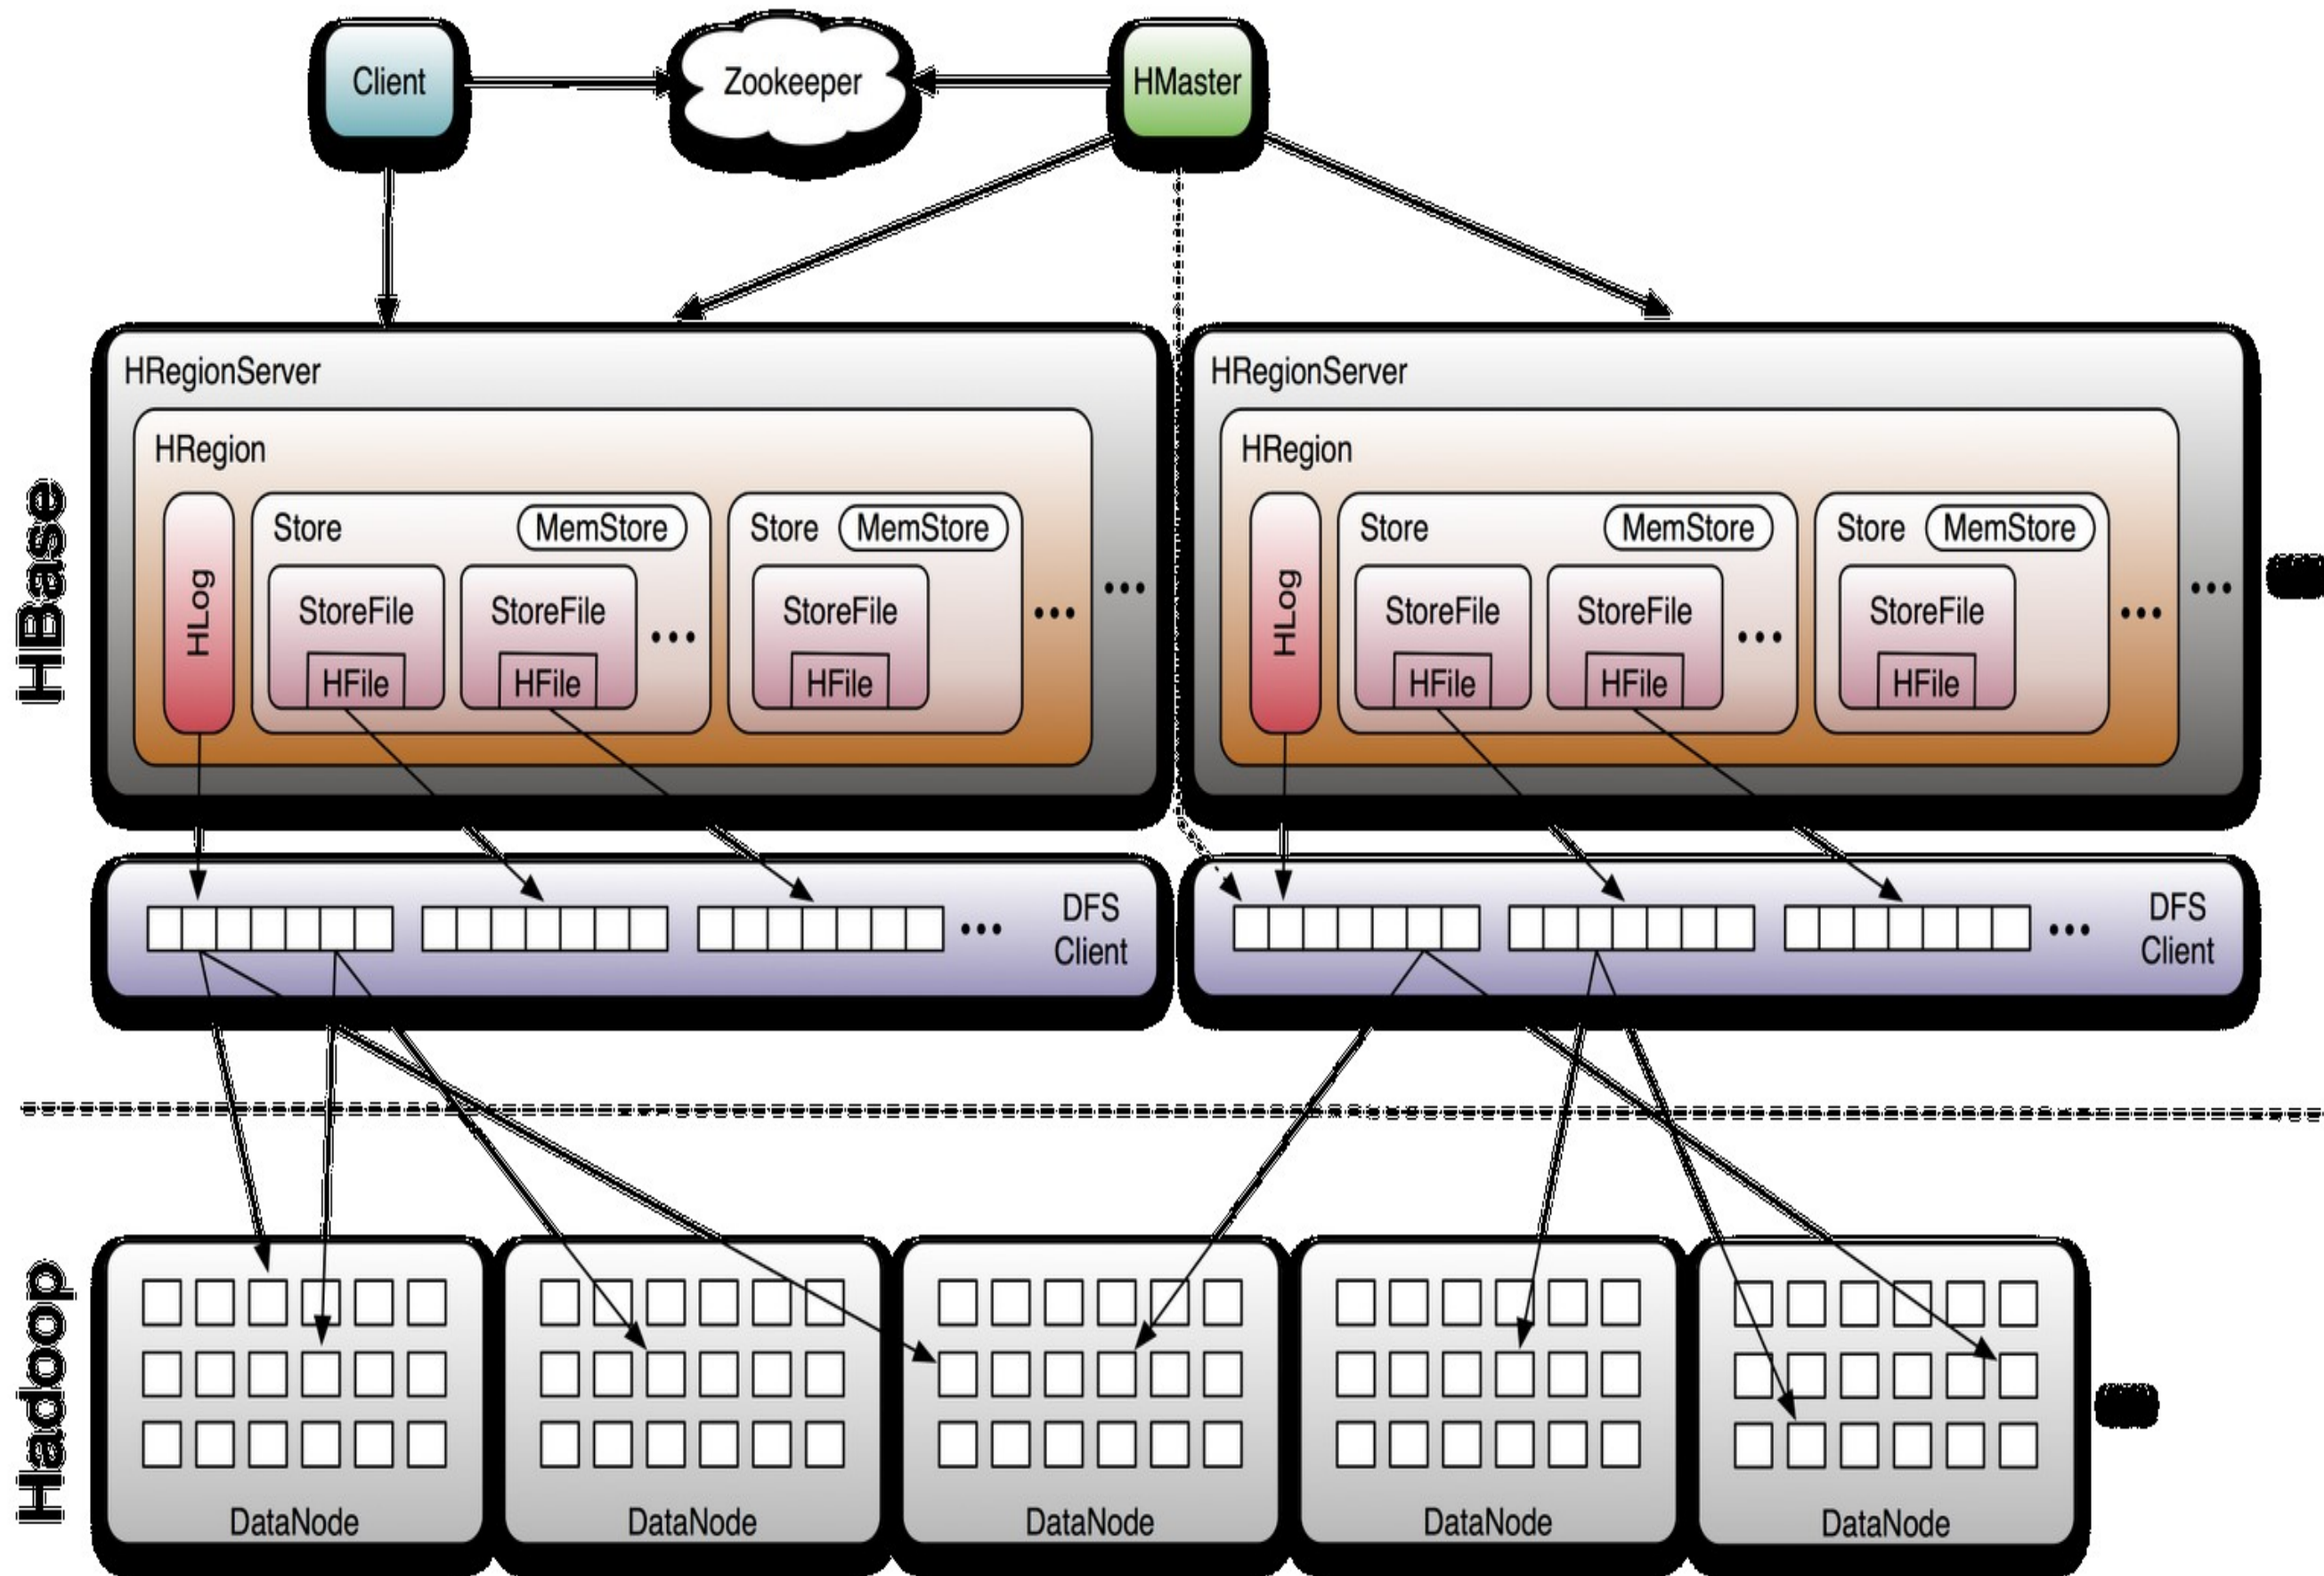 Client
Zookeeper
HMaster
HBase
HRegionServer
HRegion
HLog
Store
MemStore
StoreFile
HFile
StoreFile
HFile
...
Store
MemStore
StoreFile
HFile
...
...
HRegionServer
HRegion
HLog
Store
MemStore
StoreFile
HFile
StoreFile
HFile
...
Store
MemStore
StoreFile
HFile
...
...
...
DFS
Client
...
DFS
Client
Hadoop
DataNode
DataNode
DataNode
DataNode
DataNode